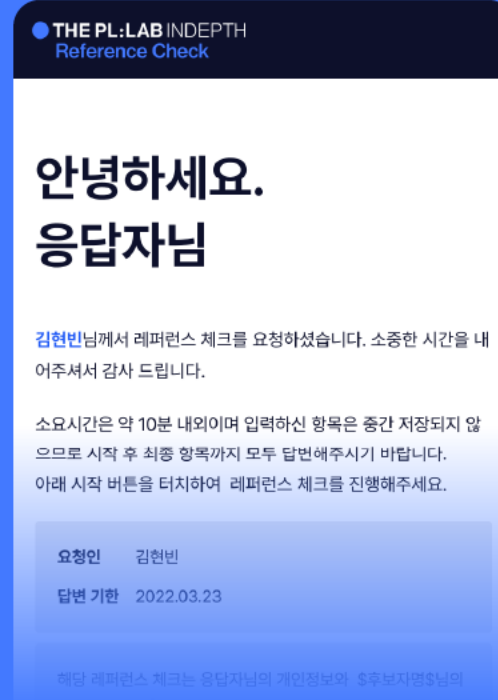 THE PL:LAB INDEPTH
Reference Check
안녕하세요.
응답자님
김현빈님께서 레퍼런스 체크를 요청하셨습니다. 소중한 시간을 내
어주셔서 감사 드립니다.
소요시간은 약 10분 내외이며 입력하신 항목은 중간 저장되지 않
으므로 시작 후 최종 항목까지 모두 답변해주시기 바랍니다.
아래 시작 버튼을 터치하여 레퍼런스 체크를 진행해주세요.
요청인 김현빈
답변 기한 2022.03.23
해당 레퍼런스 체크는 응답자님의 개인정보와 $후보자명$님의